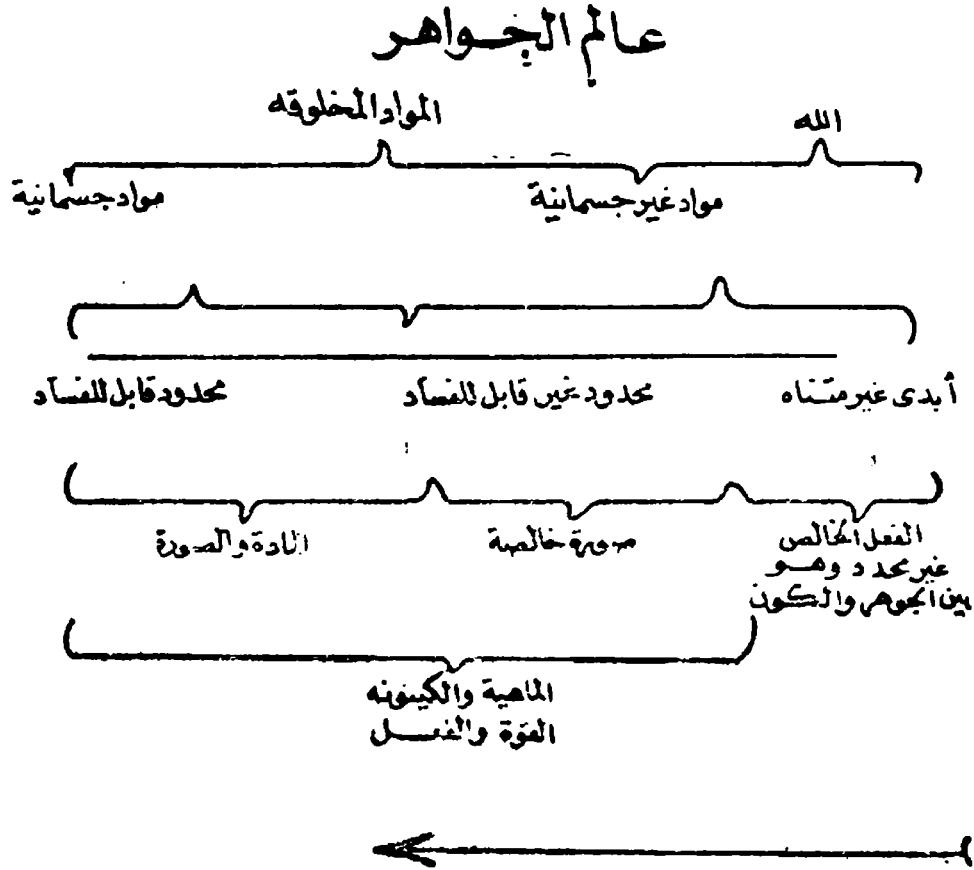 عالم الجواهر
الله
المواد المخلوقه
مواد غير جسمانية
مواد جسمانية
أبدى غير متناه
محدود غير قابل للفساد
محدود قابل للفساد
الفعل الخالص
غير محدد وهو
بين الجوهر والكون
صورة خالصة
المادة والصورة
الماهية والكينونه
القوة والفعل